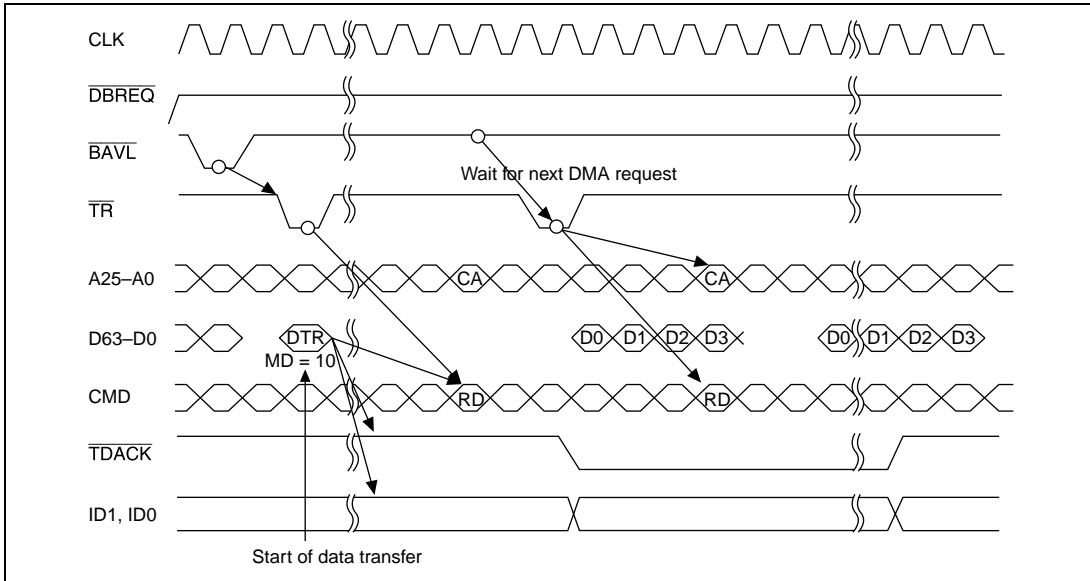 CLK
DBREQ
BAVL
Wait for next DMA request
TR
A25–A0 CA CA
D63–D0 DTR D0 D1 D2 D3 D0 D1 D2 D3
MD = 10
CMD RD RD
TDACK
ID1, ID0
Start of data transfer